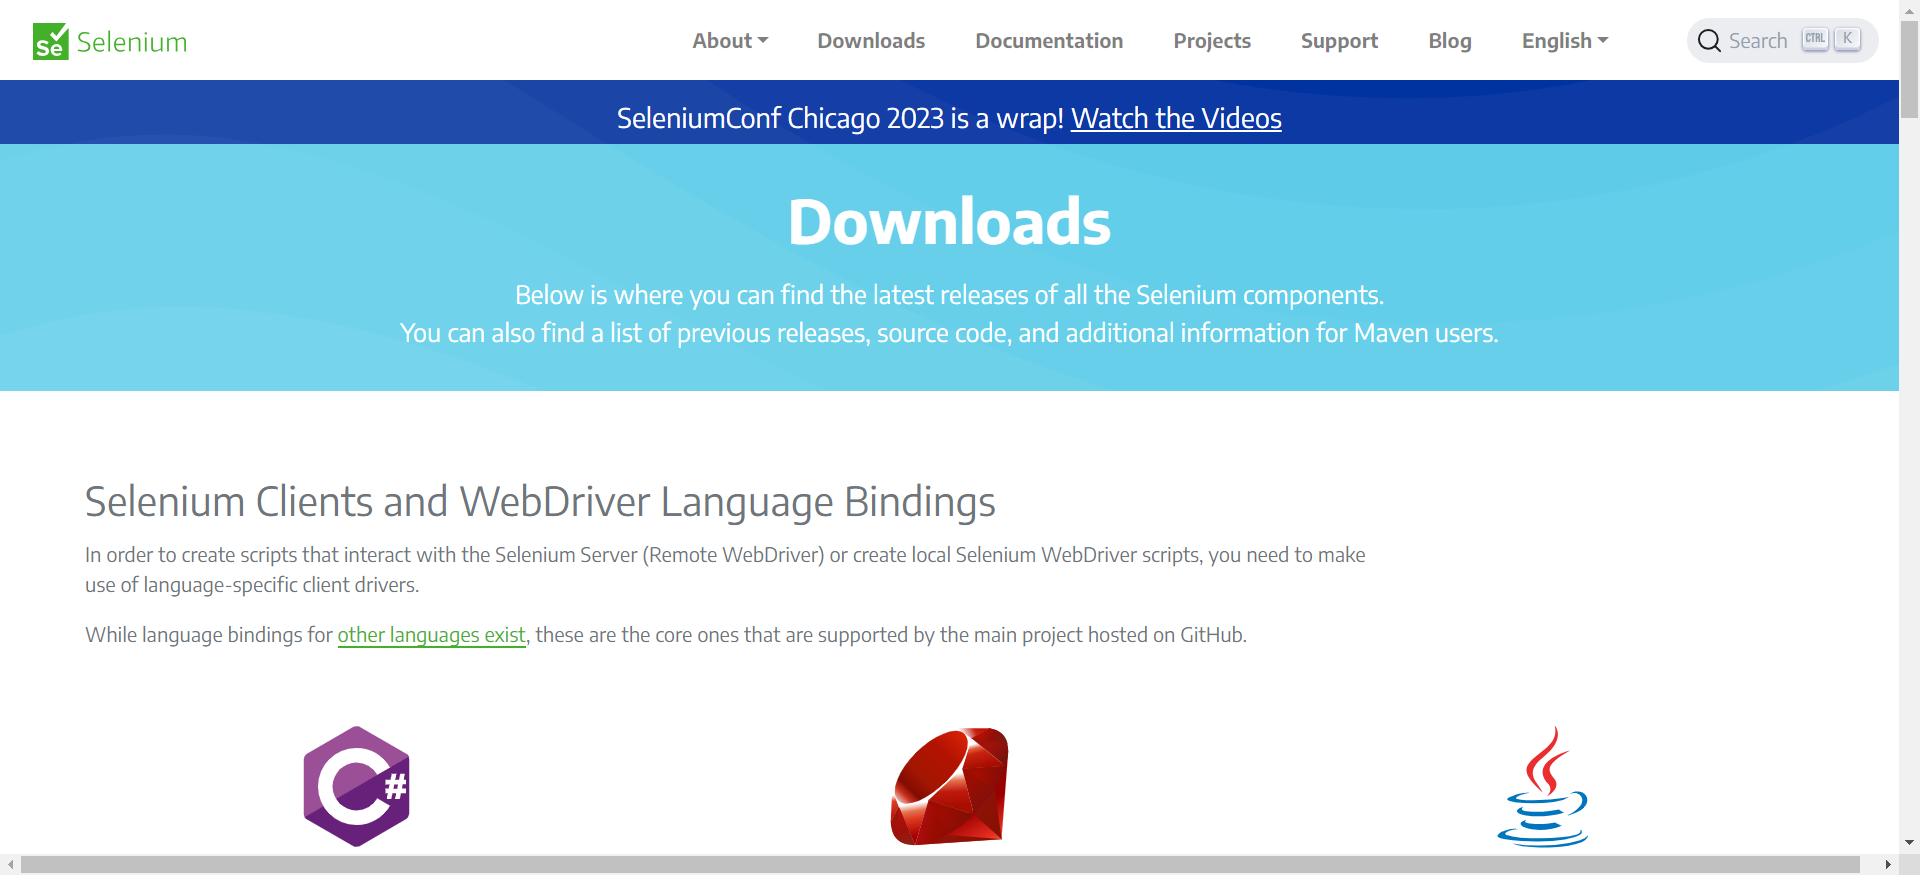 Se Selenium
About Downloads Documentation Projects Support Blog English Search CTRL K
SeleniumConf Chicago 2023 is a wrap! Watch the Videos
Downloads
Below is where you can find the latest releases of all the Selenium components.
You can also find a list of previous releases, source code, and additional information for Maven users.
Selenium Clients and WebDriver Language Bindings
In order to create scripts that interact with the Selenium Server (Remote WebDriver) or create local Selenium WebDriver scripts, you need to make
use of language-specific client drivers.
While language bindings for other languages exist, these are the core ones that are supported by the main project hosted on GitHub.
C#